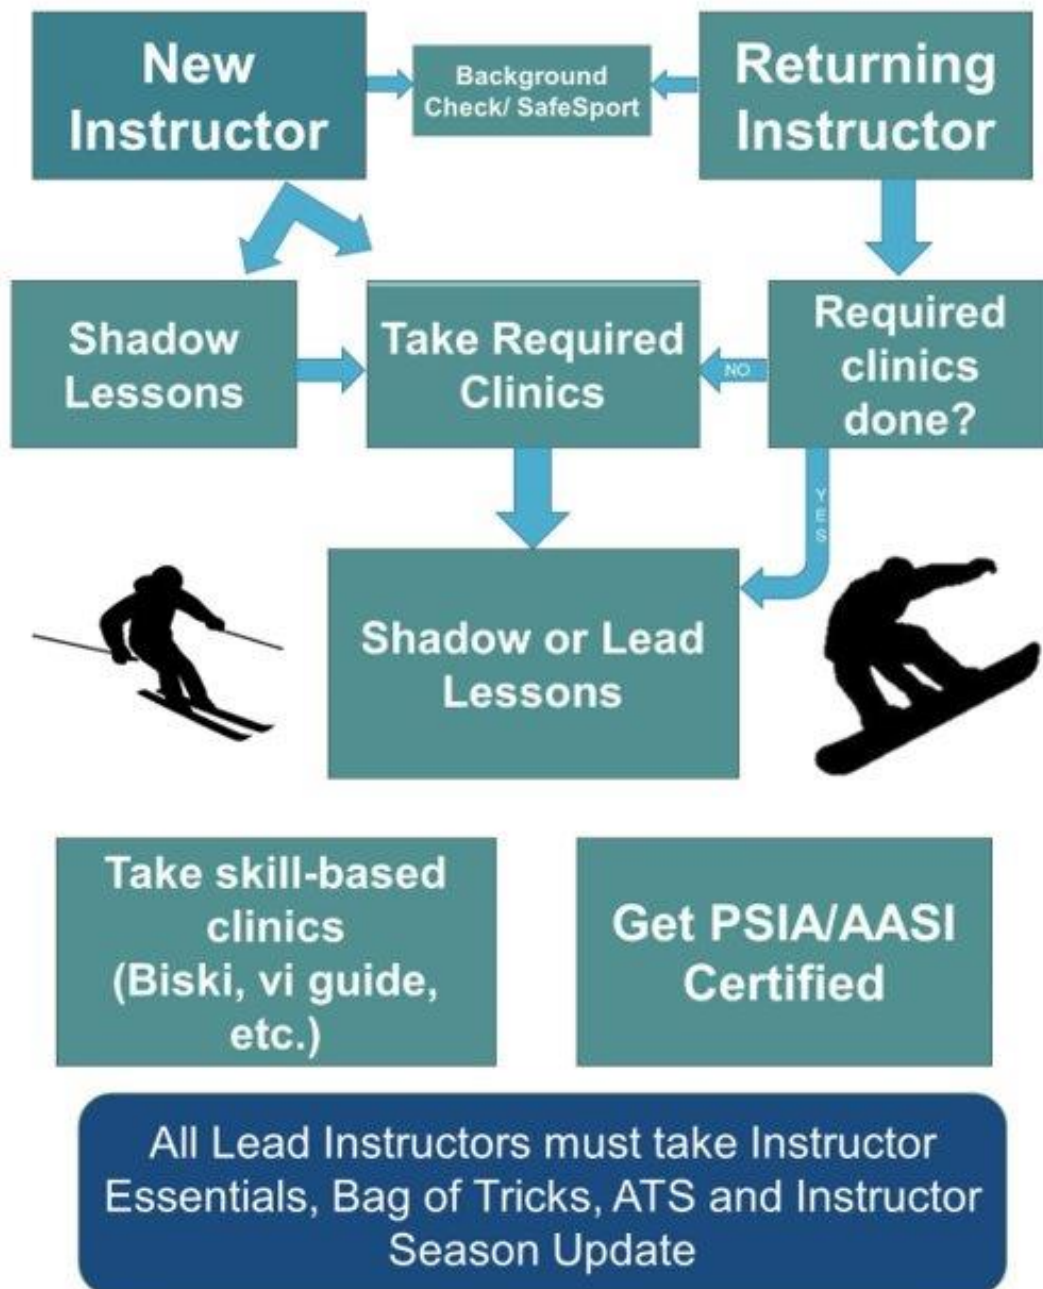 New
Instructor
Background
Check/ SafeSport
Returning
Instructor
Shadow
Lessons
Take Required
Clinics
NO
Required
clinics
done?
YES
Shadow or Lead
Lessons
Take skill-based
clinics
(Biski, vi guide,
etc.)
Get PSIA/AASI
Certified
All Lead Instructors must take Instructor
Essentials, Bag of Tricks, ATS and Instructor
Season Update